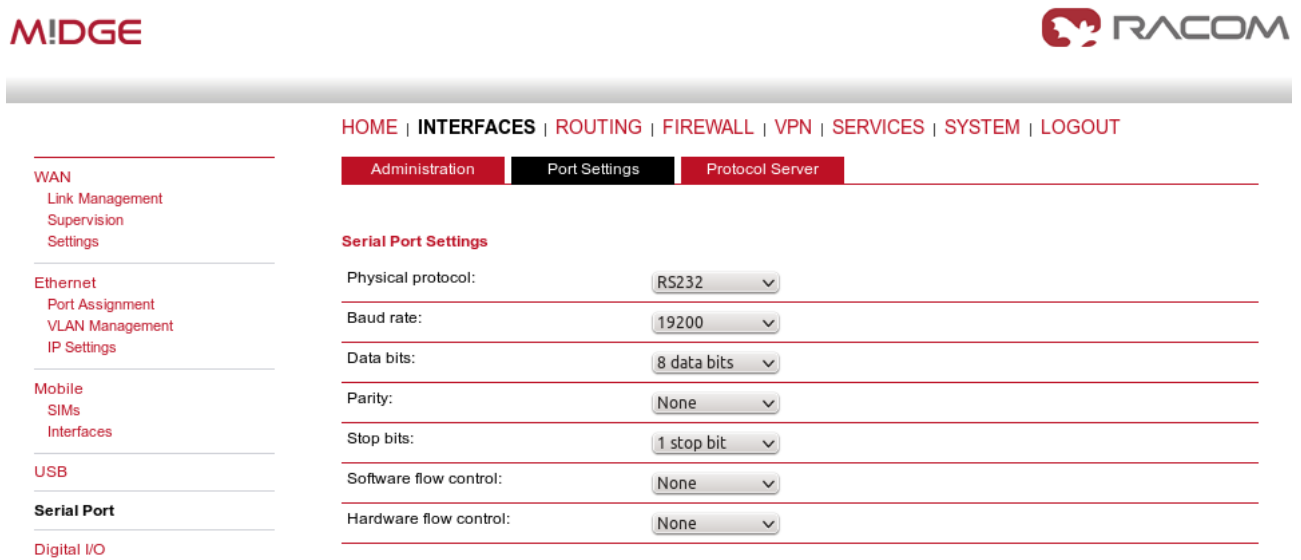 M!DGE
RACOM
HOME | INTERFACES | ROUTING | FIREWALL | VPN | SERVICES | SYSTEM | LOGOUT
WAN
Link Management
Supervision
Settings
Ethernet
Port Assignment
VLAN Management
IP Settings
Mobile
SIMs
Interfaces
USB
Serial Port
Digital I/O
Administration Port Settings Protocol Server
Serial Port Settings
Physical protocol: RS232
Baud rate: 19200
Data bits: 8 data bits
Parity: None
Stop bits: 1 stop bit
Software flow control: None
Hardware flow control: None